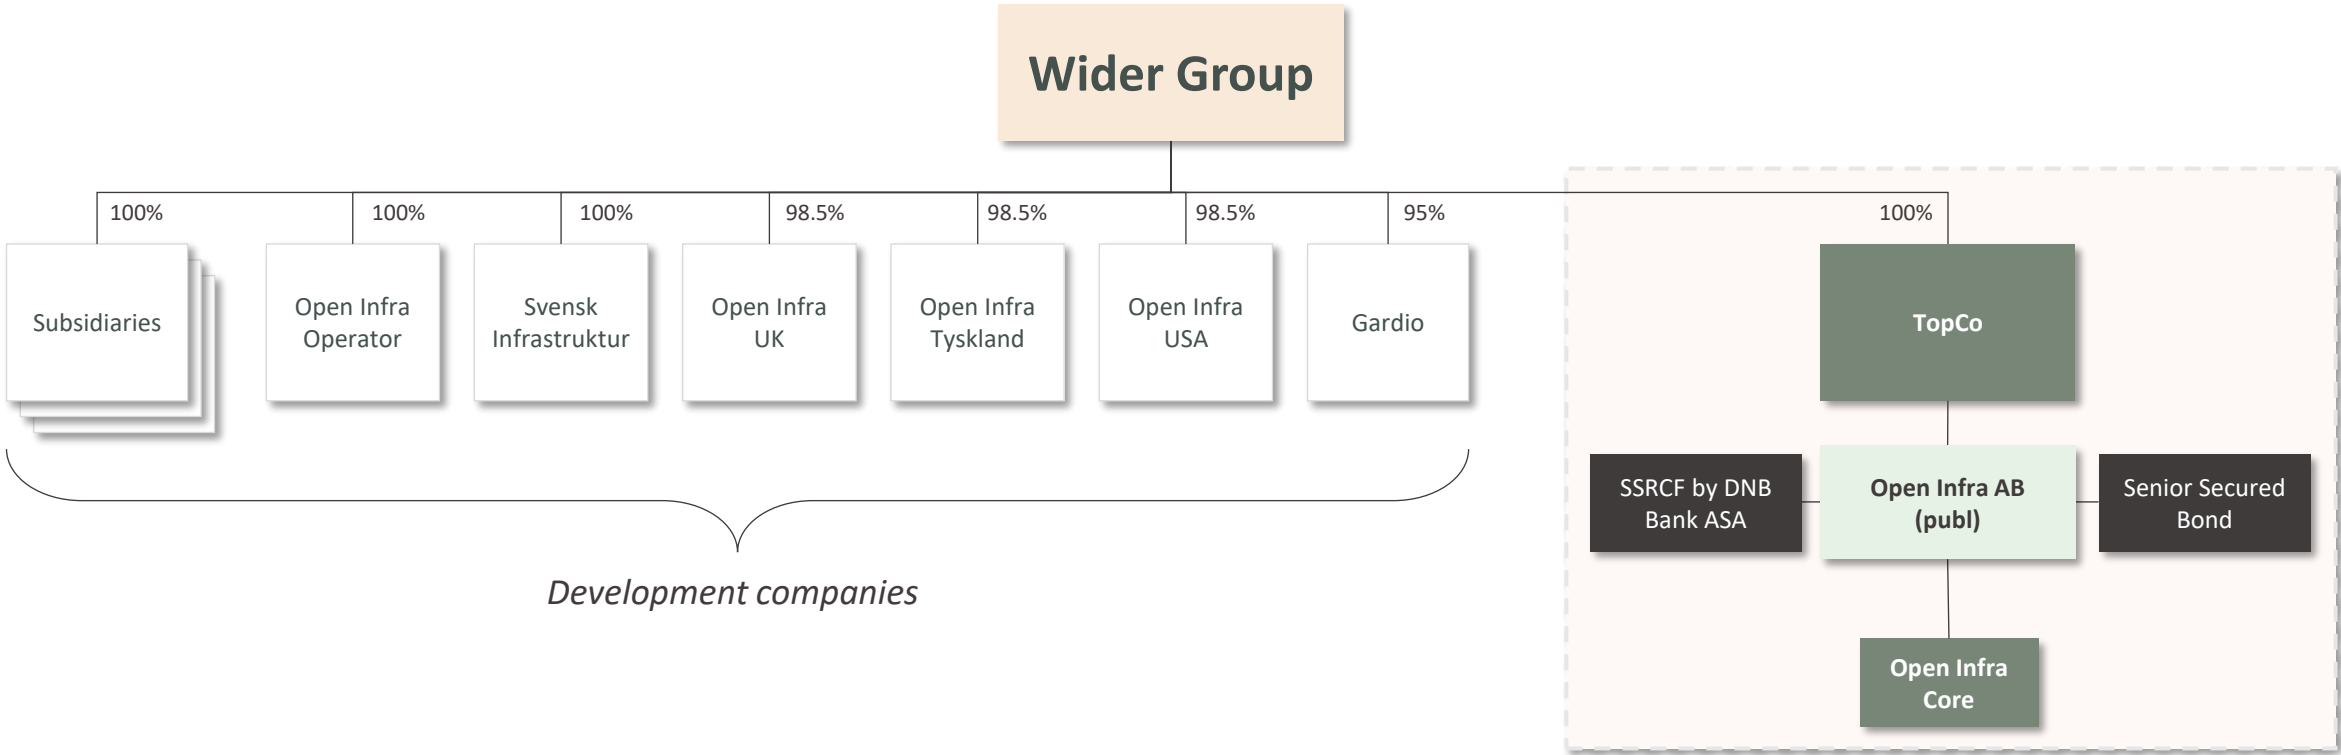 Wider Group
100%
100%
100%
98.5%
98.5%
98.5%
95%
100%
Subsidiaries
Open Infra
Operator
Svensk
Infrastruktur
Open Infra
UK
Open Infra
Tyskland
Open Infra
USA
Gardio
TopCo
SSRCF by DNB
Bank ASA
Open Infra AB
(publ)
Senior Secured
Bond
Development companies
Open Infra
Core